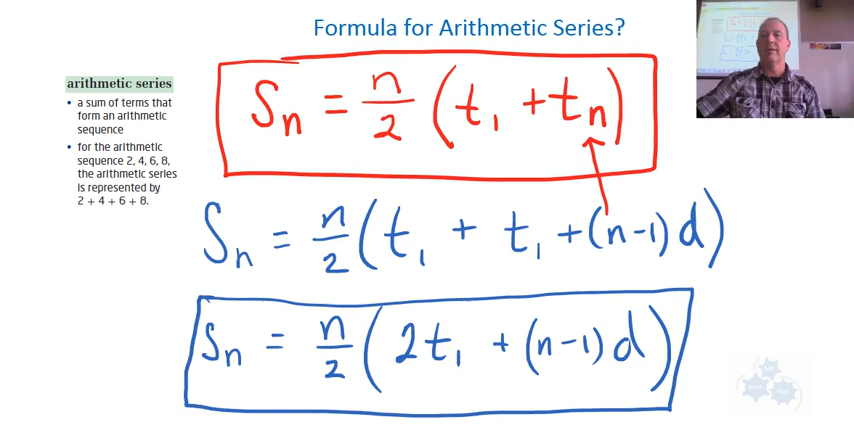 Formula for Arithmetic Series?
arithmetic series
• a sum of terms that
form an arithmetic
sequence
• for the arithmetic
sequence 2, 4, 6, 8,
the arithmetic series
is represented by
2 + 4 + 6 + 8.
Sₙ = n/2 (t₁ + tₙ)
Sₙ = n/2 (t₁ + t₁ + (n-1)d)
Sₙ = n/2 (2t₁ + (n-1)d)